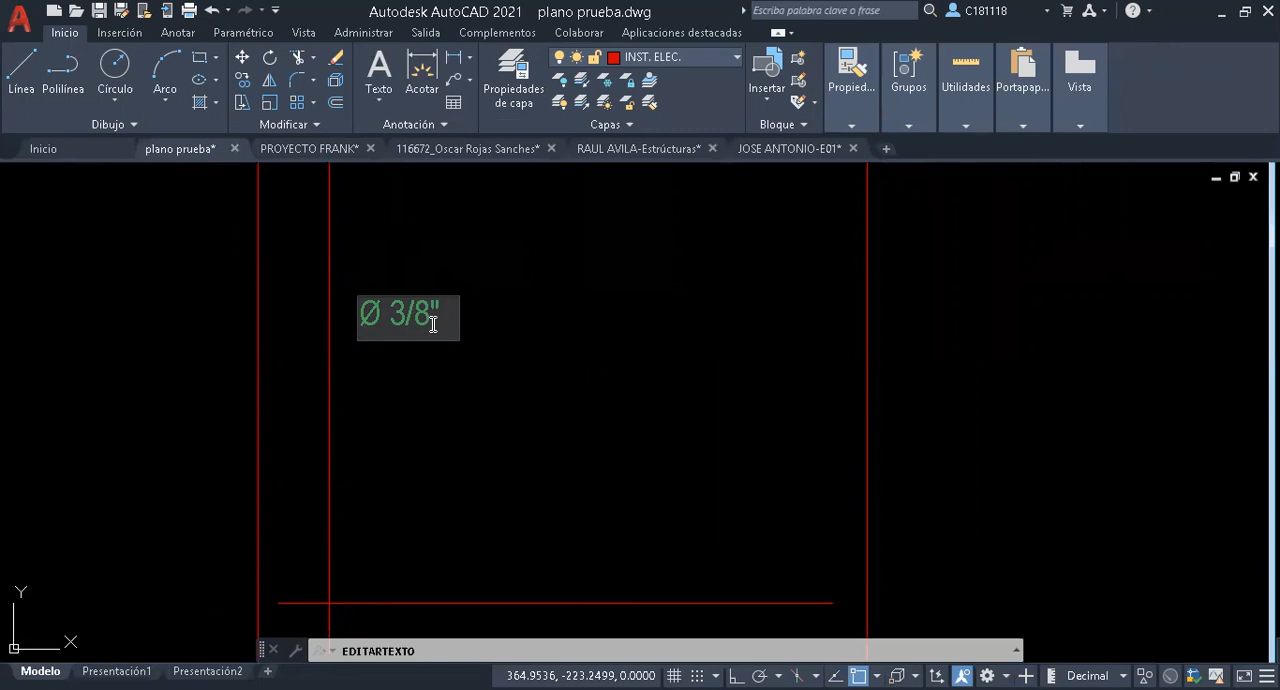 Autodesk AutoCAD 2021 plano prueba.dwg
Escriba palabra clave o frase
C181118
Inicio Inserción Anotar Paramétrico Vista Administrar Salida Complementos Colaborar Aplicaciones destacadas
INST. ELEC.
Línea Polilínea Círculo Arco Texto Acotar Propiedades de capa Insertar Propied... Grupos Utilidades Portapap... Vista
Dibujo Modificar Anotación Capas Bloque
Inicio plano prueba* PROYECTO FRANK* 116672_Oscar Rojas Sanches* RAUL AVILA-Estrúcturas* JOSE ANTONIO-E01*
Ø 3/8"
Y
X
EDITARTEXTO
Modelo Presentación1 Presentación2 + 364.9536, -223.2499, 0.0000 Decimal